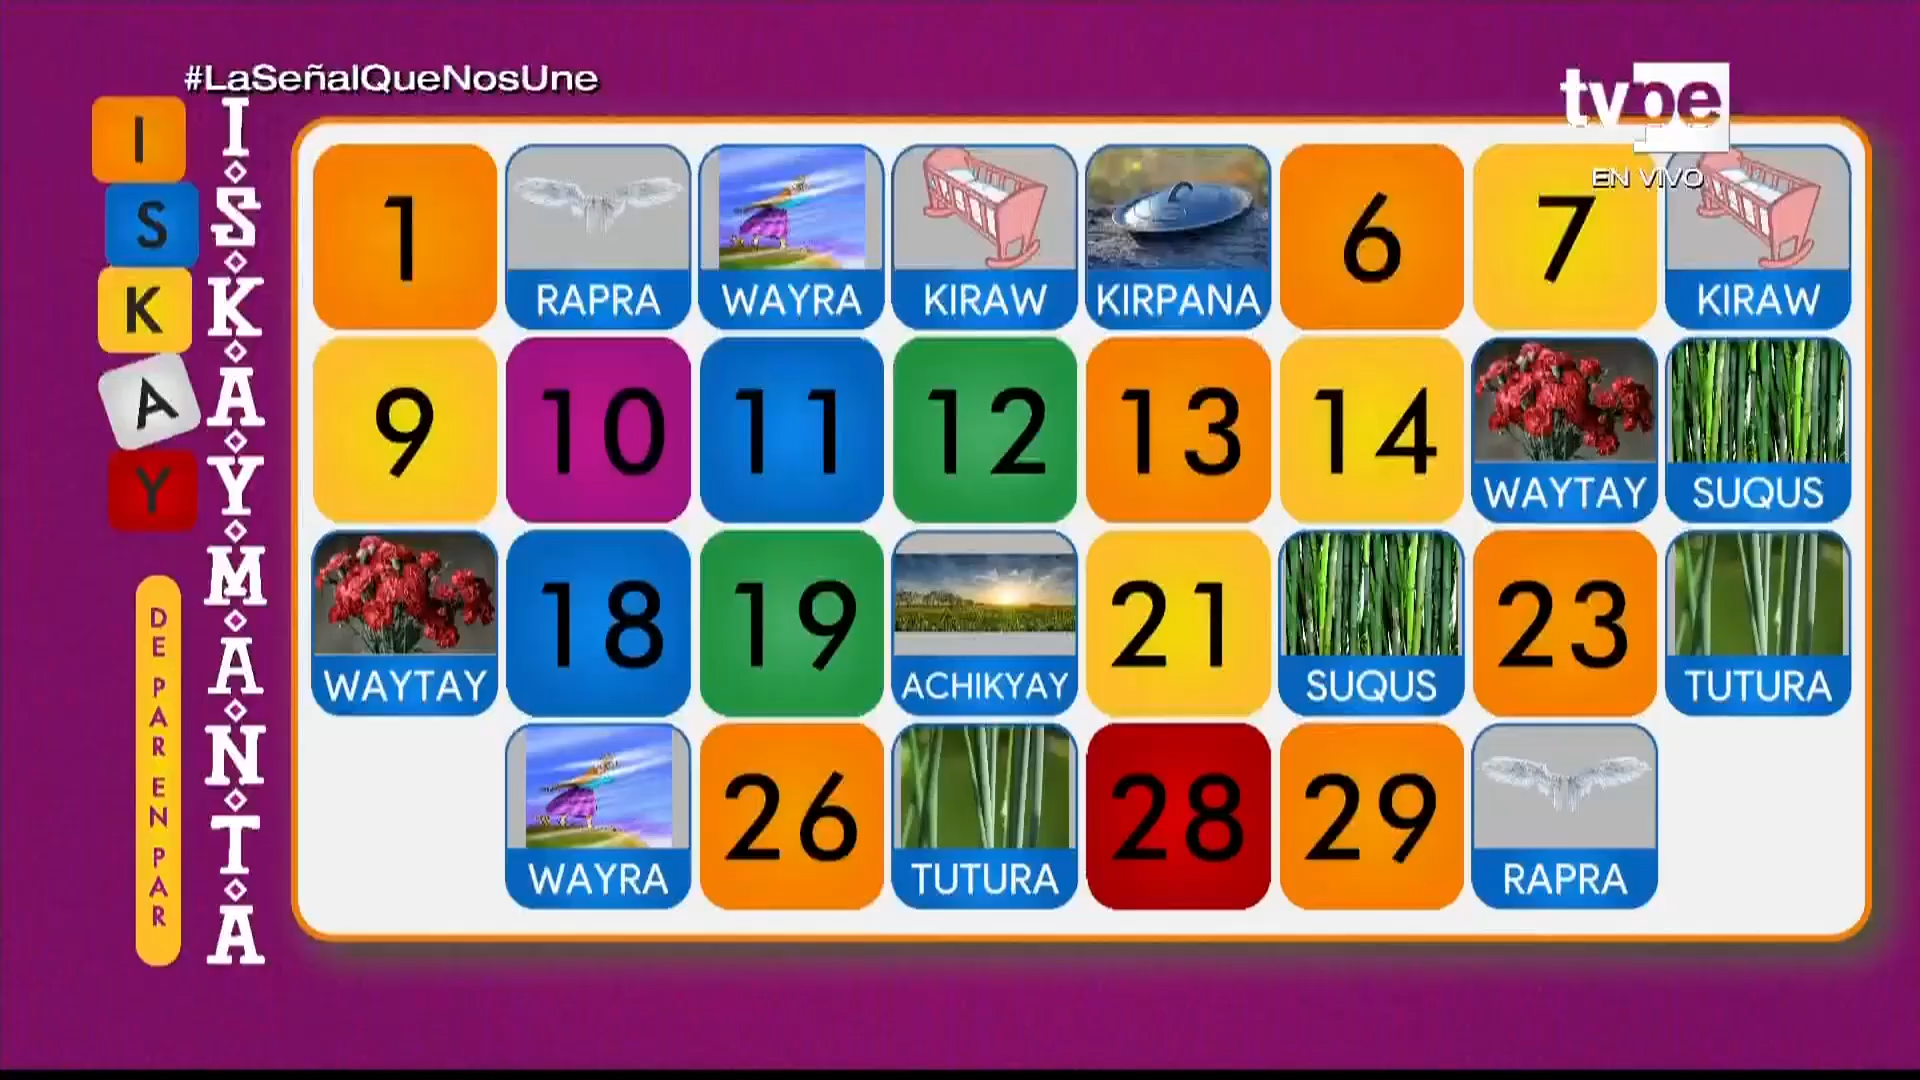 #LaSeñalQueNosUne
tvpe
EN VIVO
I
S
K
A
Y
ISKAYMANTA
DE PAR EN PAR
1
RAPRA
WAYRA
KIRAW
KIRPANA
6
7
KIRAW
9
10
11
12
13
14
WAYTAY
SUQUS
WAYTAY
18
19
ACHIKYAY
21
SUQUS
23
TUTURA
WAYRA
26
TUTURA
28
29
RAPRA